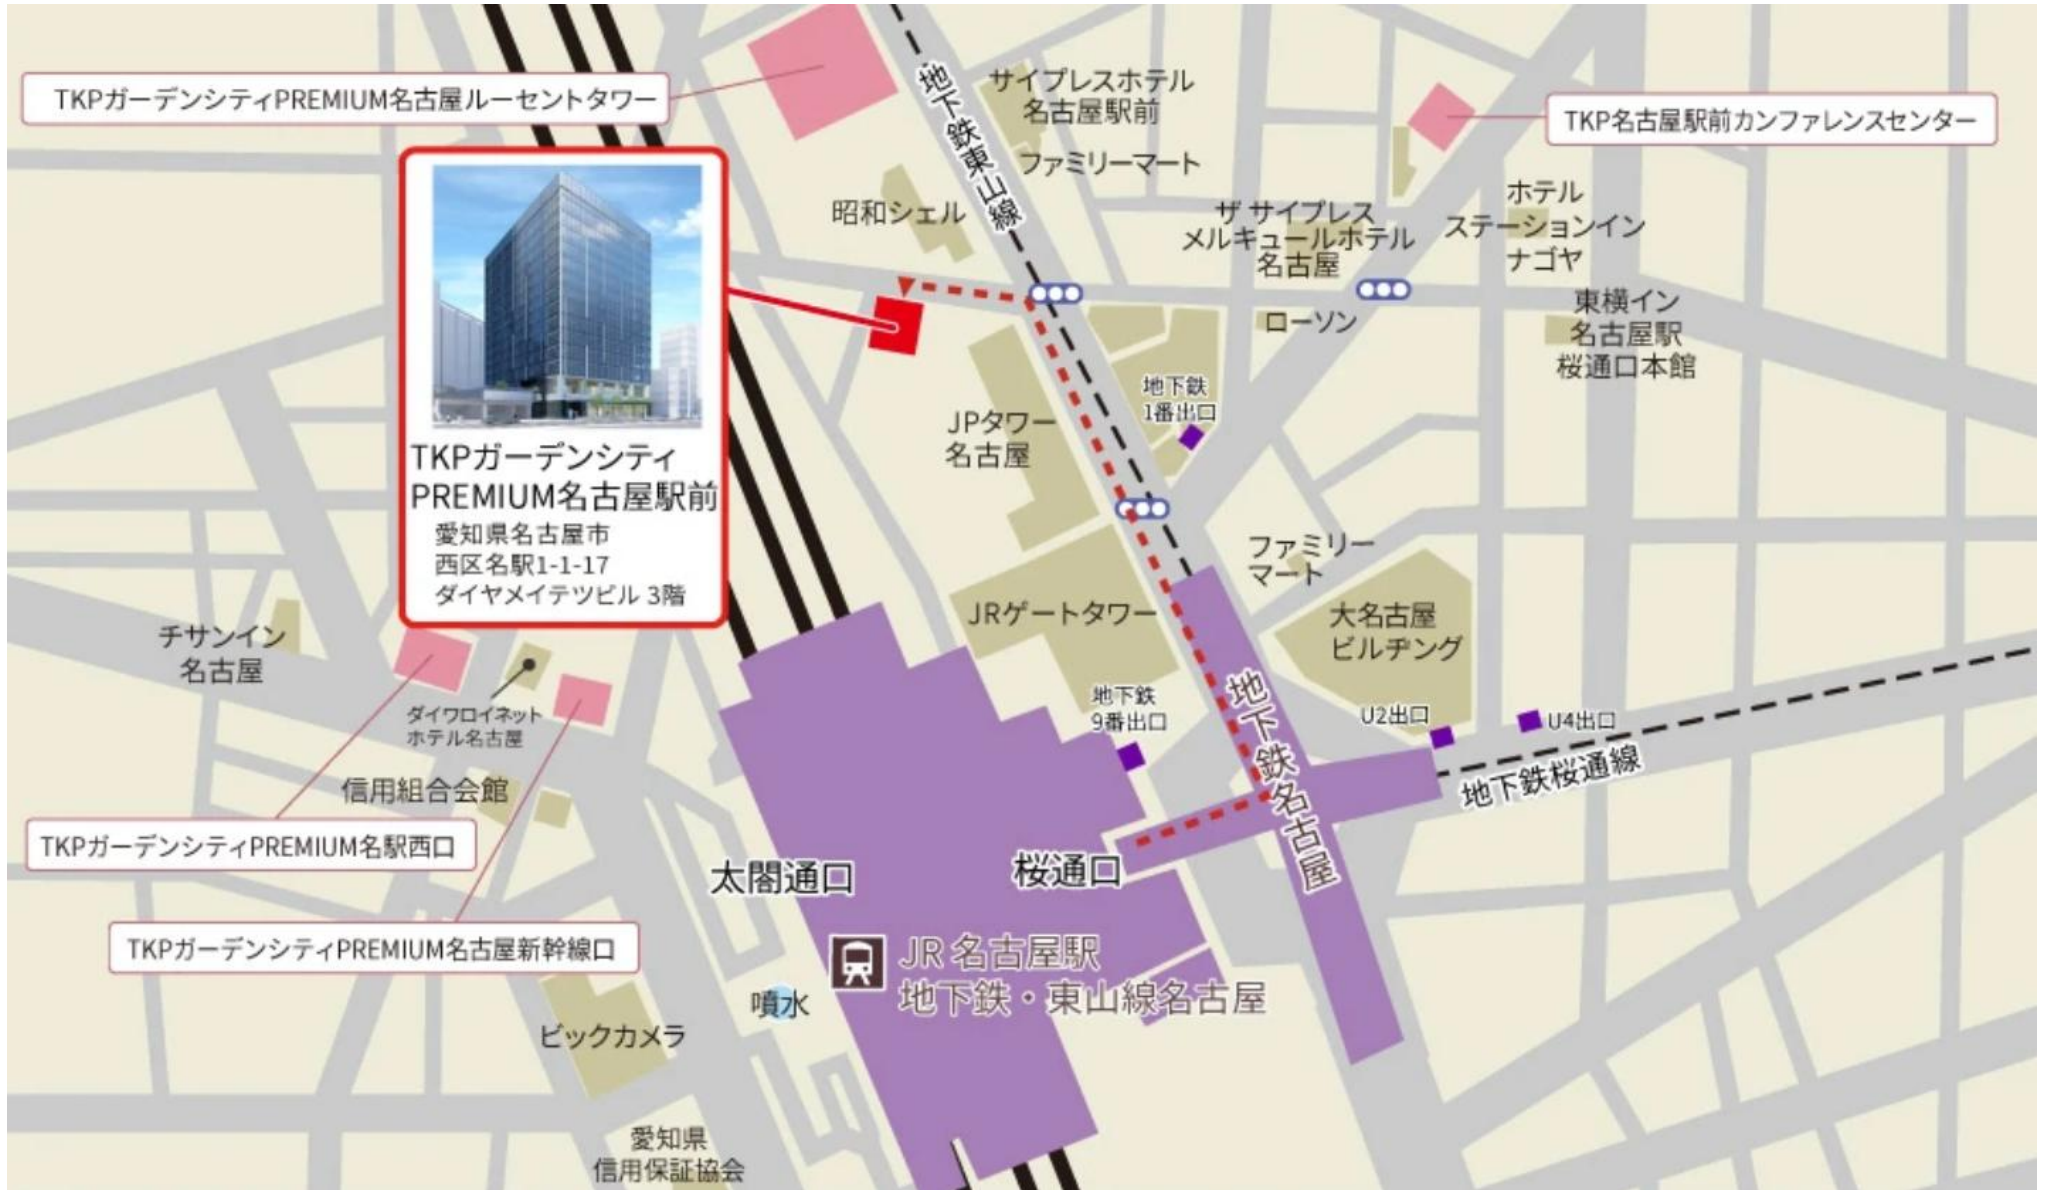 TKPガーデンシティPREMIUM名古屋ルーセントタワー
地下鉄東山線
サイプレスホテル
名古屋駅前
ファミリーマート
TKP名古屋駅前カンファレンスセンター
昭和シェル
ザ サイプレス
メルキュールホテル
名古屋
ホテル
ステーションイン
ナゴヤ
ローソン
東横イン
名古屋駅
桜通口本館
TKPガーデンシティ
PREMIUM名古屋駅前
愛知県名古屋市
西区名駅1-1-17
ダイヤメイテツビル 3階
JPタワー
名古屋
地下鉄
1番出口
ファミリー
マート
JRゲートタワー
大名古屋
ビルヂング
チサンイン
名古屋
ダイワロイネット
ホテル名古屋
地下鉄
9番出口
地下鉄名古屋
U2出口
U4出口
地下鉄桜通線
信用組合会館
TKPガーデンシティPREMIUM名駅西口
太閤通口
桜通口
TKPガーデンシティPREMIUM名古屋新幹線口
JR 名古屋駅
地下鉄・東山線名古屋
噴水
ビックカメラ
愛知県
信用保証協会